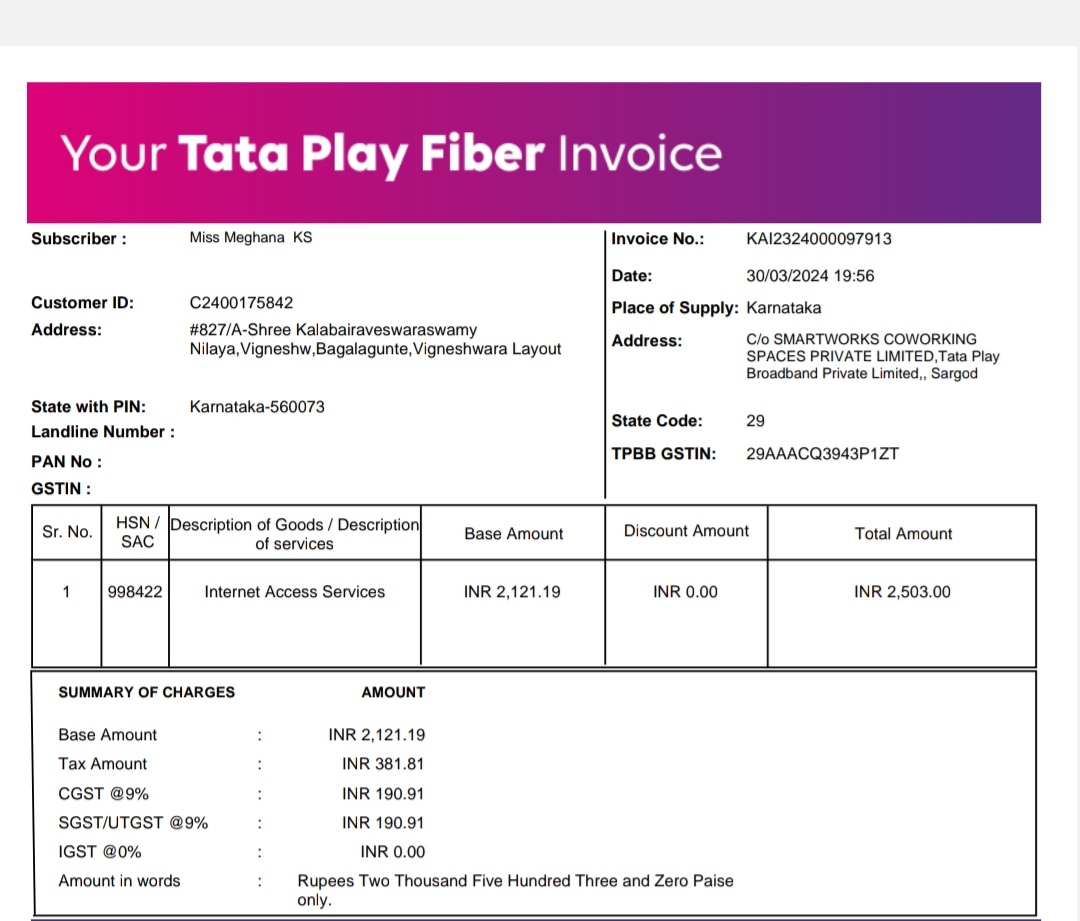 Your Tata Play Fiber Invoice
Subscriber : Miss Meghana KS
Customer ID: C2400175842
Address: #827/A-Shree Kalabairaveswaraswamy
Nilaya,Vigneshw,Bagalagunte,Vigneshwara Layout
State with PIN: Karnataka-560073
Landline Number :
PAN No :
GSTIN :
Invoice No.: KAI2324000097913
Date: 30/03/2024 19:56
Place of Supply: Karnataka
Address: C/o SMARTWORKS COWORKING
SPACES PRIVATE LIMITED,Tata Play
Broadband Private Limited,, Sargod
State Code: 29
TPBB GSTIN: 29AAACQ3943P1ZT
Sr. No. HSN / SAC Description of Goods / Description of services Base Amount Discount Amount Total Amount
1 998422 Internet Access Services INR 2,121.19 INR 0.00 INR 2,503.00
SUMMARY OF CHARGES AMOUNT
Base Amount : INR 2,121.19
Tax Amount : INR 381.81
CGST @9% : INR 190.91
SGST/UTGST @9% : INR 190.91
IGST @0% : INR 0.00
Amount in words : Rupees Two Thousand Five Hundred Three and Zero Paise
only.